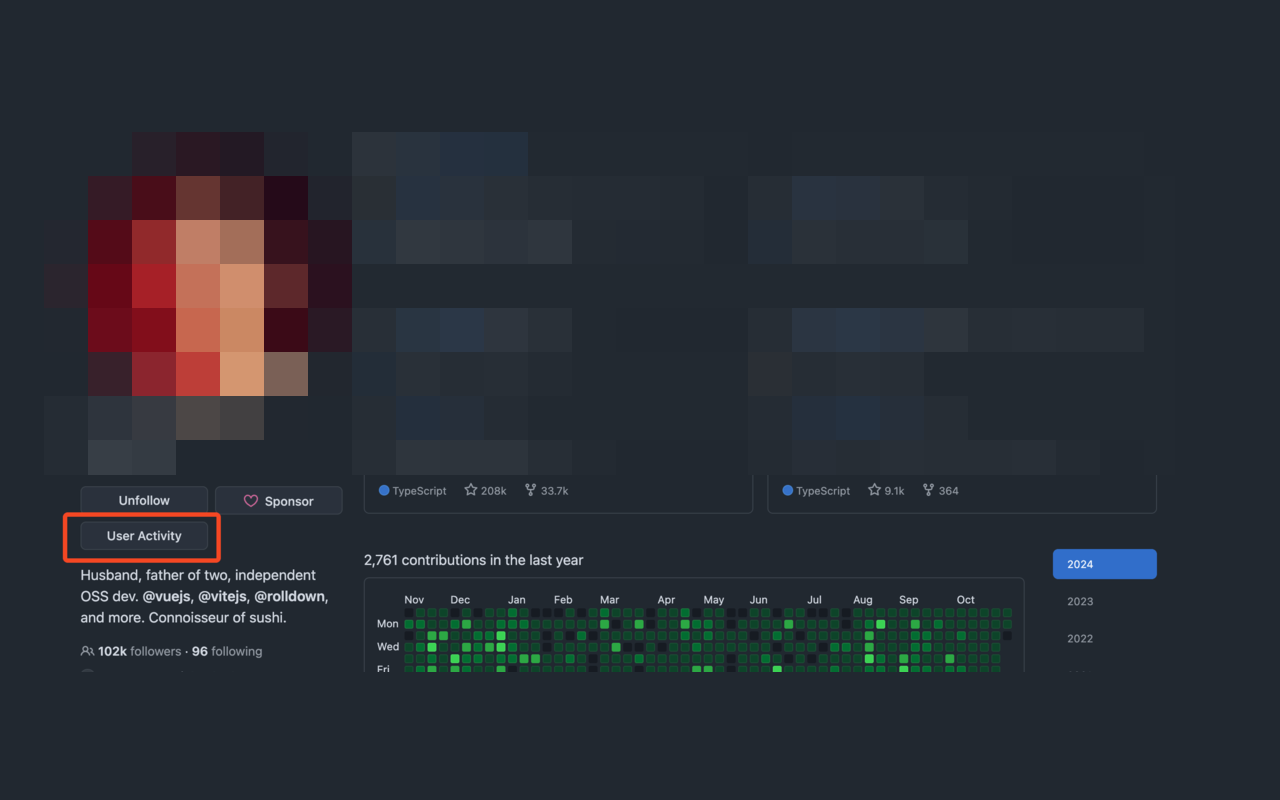 Unfollow
Sponsor
User Activity
Husband, father of two, independent
OSS dev. @vuejs, @vitejs, @rolldown,
and more. Connoisseur of sushi.
102k followers · 96 following
TypeScript 208k 33.7k
TypeScript 9.1k 364
2,761 contributions in the last year
Nov Dec Jan Feb Mar Apr May Jun Jul Aug Sep Oct
Mon
Wed
Fri
2024
2023
2022